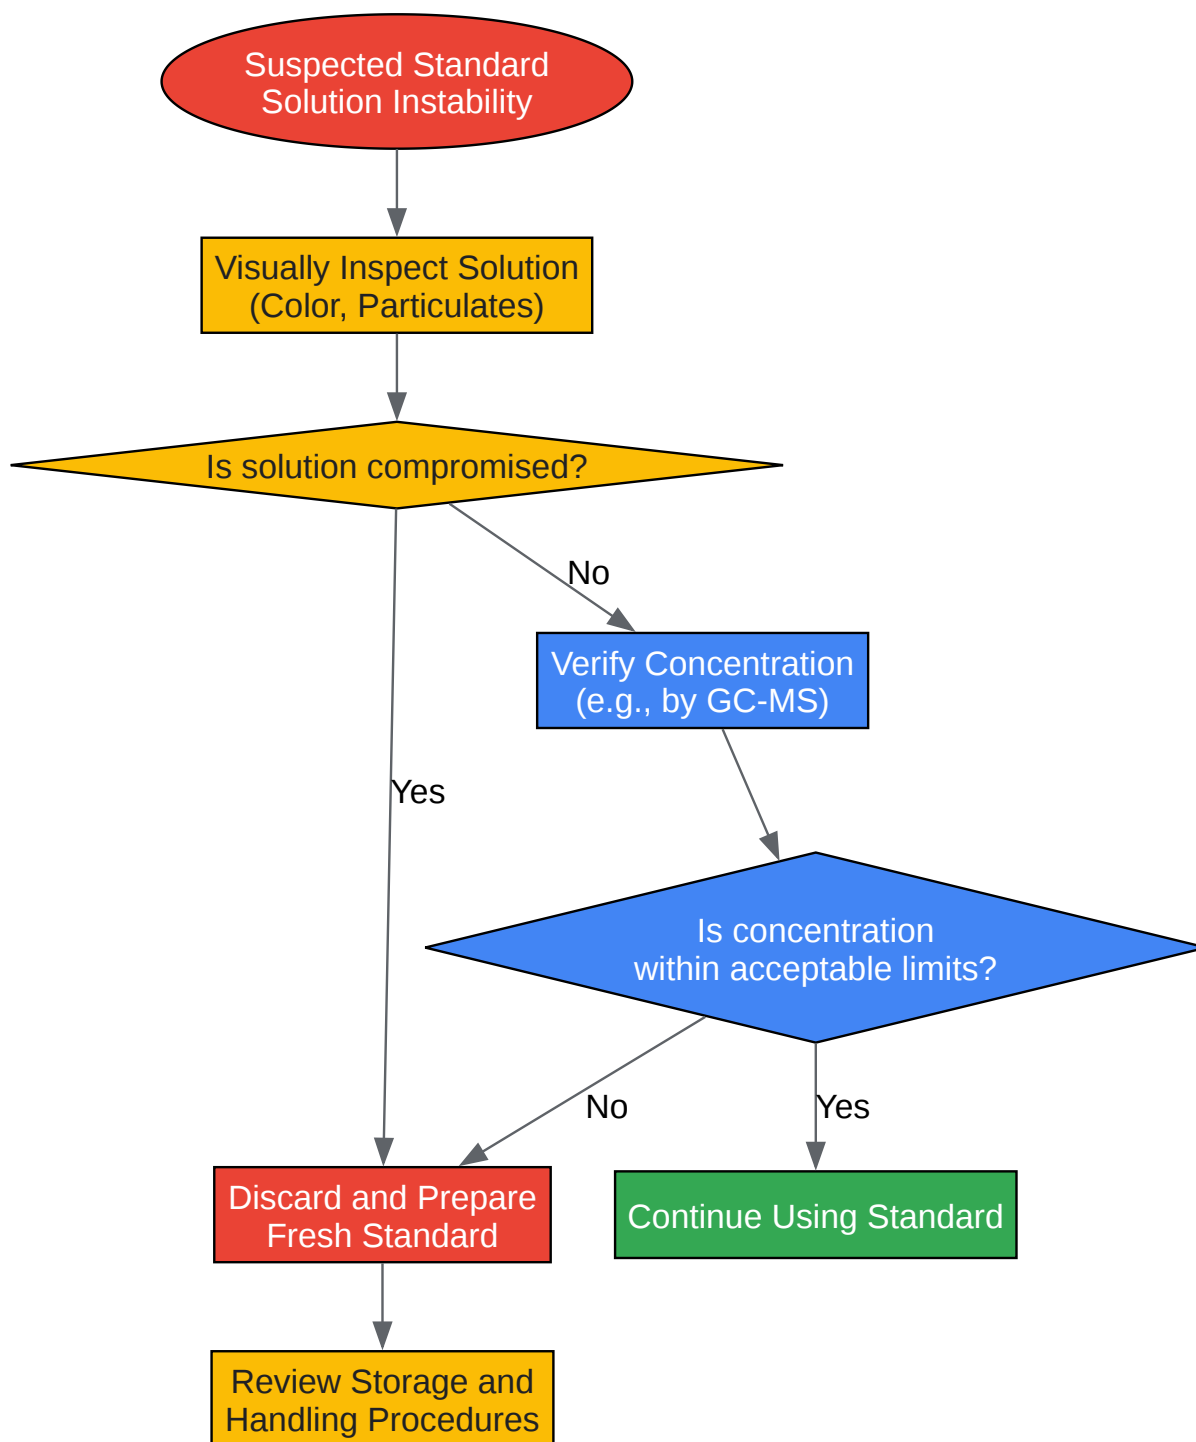 Suspected Standard
Solution Instability
Visually Inspect Solution
(Color, Particulates)
Is solution compromised?
No
Verify Concentration
(e.g., by GC-MS)
Yes
Is concentration
within acceptable limits?
No
Yes
Discard and Prepare
Fresh Standard
Continue Using Standard
Review Storage and
Handling Procedures